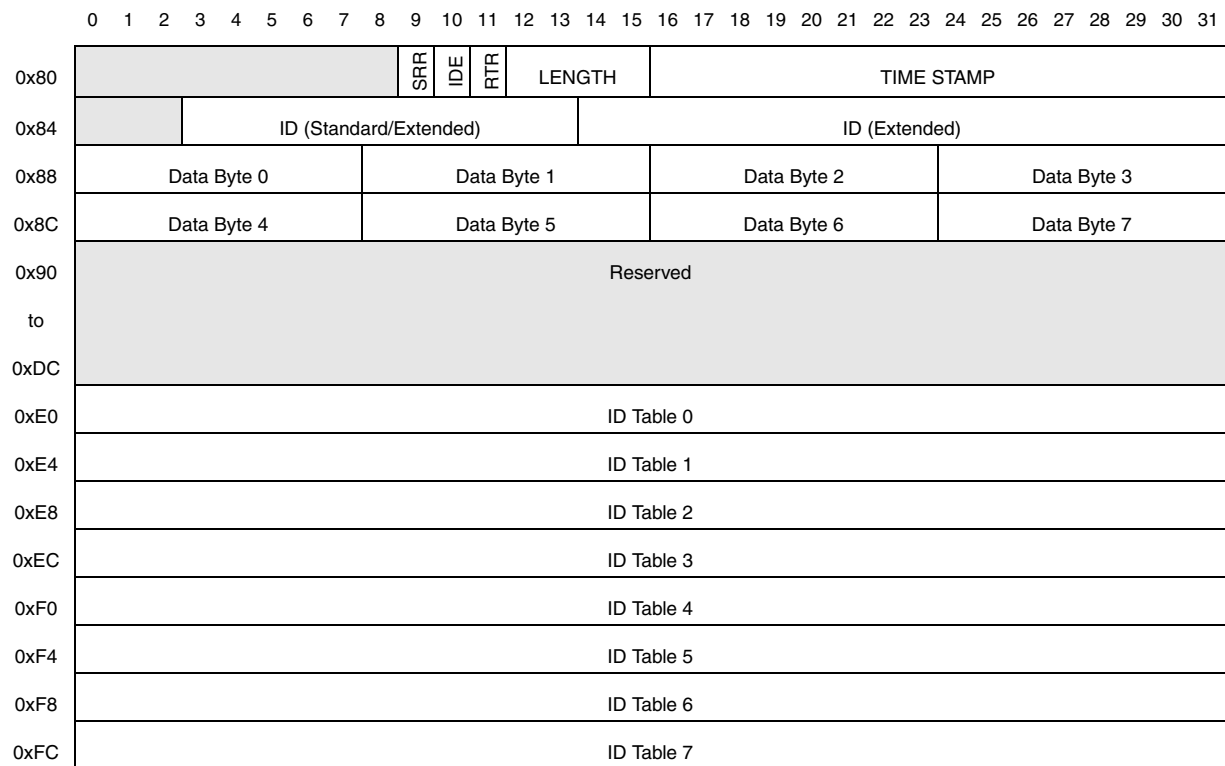 0 1 2 3 4 5 6 7 8 9 10 11 12 13 14 15 16 17 18 19 20 21 22 23 24 25 26 27 28 29 30 31
0x80 SRR IDE RTR LENGTH TIME STAMP
0x84 ID (Standard/Extended) ID (Extended)
0x88 Data Byte 0 Data Byte 1 Data Byte 2 Data Byte 3
0x8C Data Byte 4 Data Byte 5 Data Byte 6 Data Byte 7
0x90 Reserved
to
0xDC
0xE0 ID Table 0
0xE4 ID Table 1
0xE8 ID Table 2
0xEC ID Table 3
0xF0 ID Table 4
0xF4 ID Table 5
0xF8 ID Table 6
0xFC ID Table 7